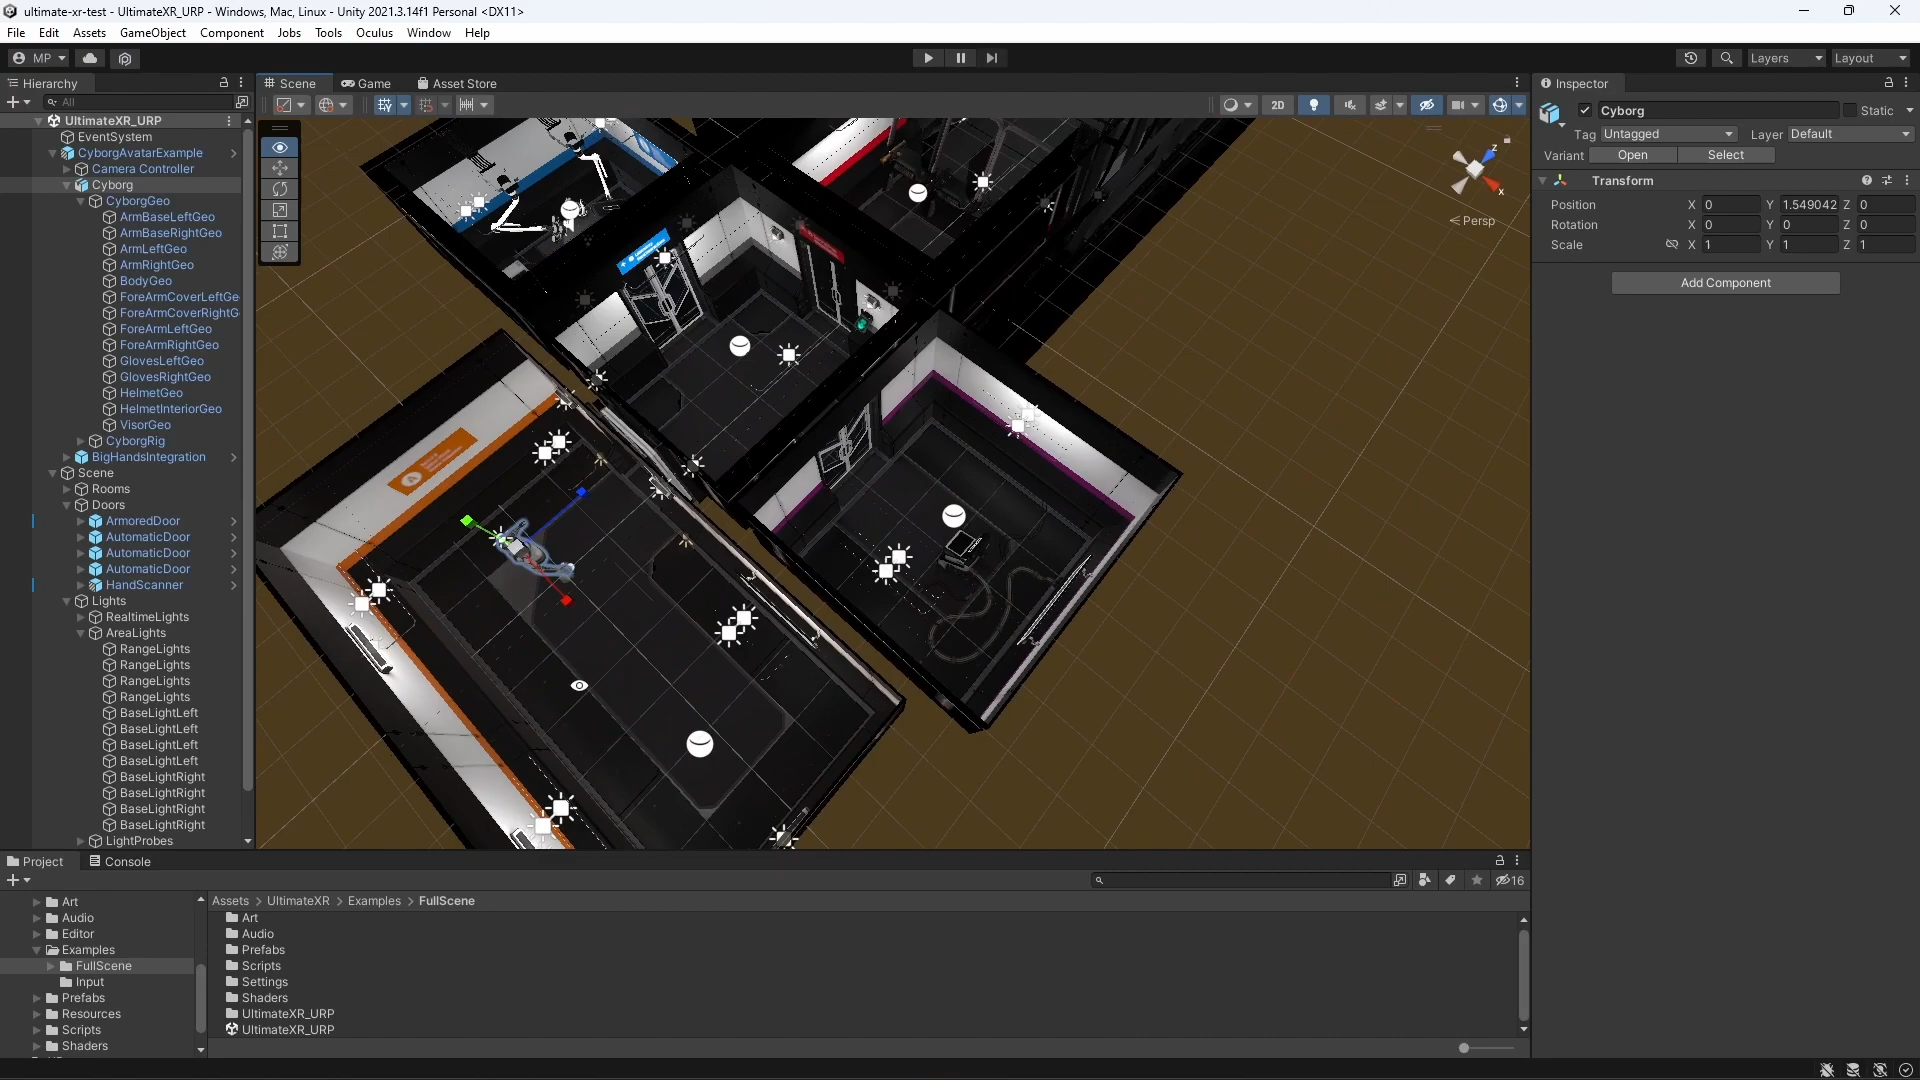 ultimate-xr-test - UltimateXR_URP - Windows, Mac, Linux - Unity 2021.3.14f1 Personal <DX11>
File Edit Assets GameObject Component Jobs Tools Oculus Window Help
MP Layers Layout
Hierarchy
Scene Game Asset Store
Inspector
All
2D
UltimateXR_URP
EventSystem
CyborgAvatarExample
Camera Controller
Cyborg
CyborgGeo
ArmBaseLeftGeo
ArmBaseRightGeo
ArmLeftGeo
ArmRightGeo
BodyGeo
ForeArmCoverLeftGe
ForeArmCoverRightG
ForeArmLeftGeo
ForeArmRightGeo
GlovesLeftGeo
GlovesRightGeo
HelmetGeo
HelmetInteriorGeo
VisorGeo
CyborgRig
BigHandsIntegration
Scene
Rooms
Doors
ArmoredDoor
AutomaticDoor
AutomaticDoor
AutomaticDoor
HandScanner
Lights
RealtimeLights
AreaLights
RangeLights
RangeLights
RangeLights
RangeLights
BaseLightLeft
BaseLightLeft
BaseLightLeft
BaseLightLeft
BaseLightRight
BaseLightRight
BaseLightRight
BaseLightRight
LightProbes
z
x
Persp
Cyborg Static
Tag Untagged Layer Default
Variant Open Select
Transform
Position X 0 Y 1.549042 Z 0
Rotation X 0 Y 0 Z 0
Scale X 1 Y 1 Z 1
Add Component
Project Console
16
Art
Audio
Editor
Examples
FullScene
Input
Prefabs
Resources
Scripts
Shaders
Assets > UltimateXR > Examples > FullScene
Art
Audio
Prefabs
Scripts
Settings
Shaders
UltimateXR_URP
UltimateXR_URP